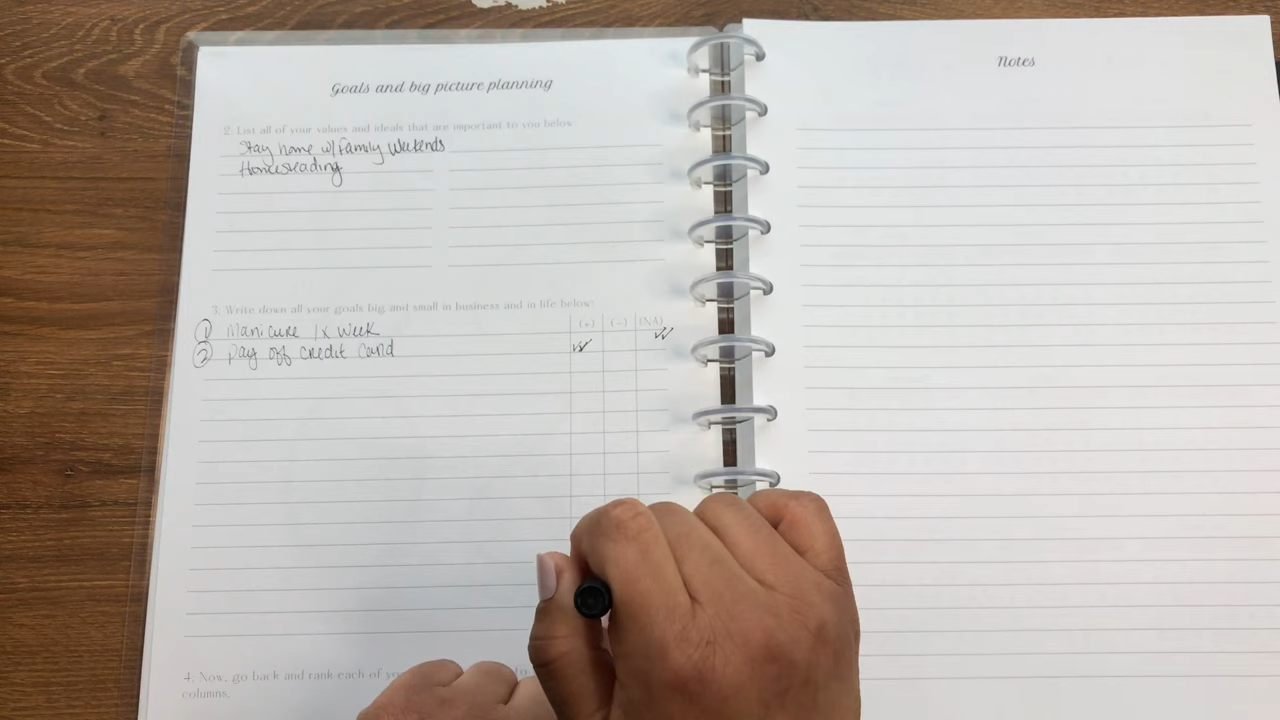 Goals and big picture planning
2. List all of your values and ideals that are important to you below:
Stay home w/family Weekends
Homesteading
3. Write down all your goals big and small in business and in life below:
(+) (-) (NA)
① Manicure 1x Week
② Pay off credit card
4. Now, go back and rank each of
columns.
Notes